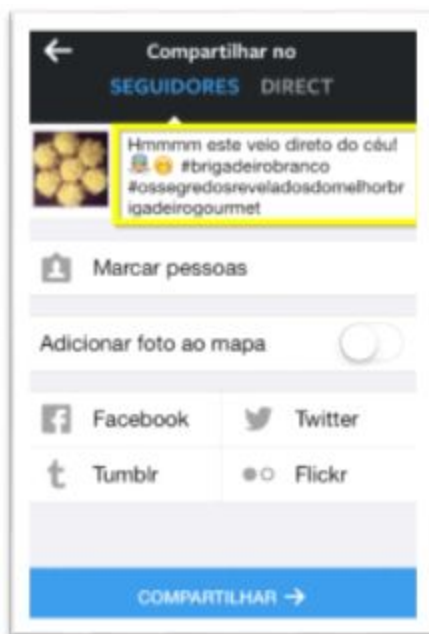 Compartilhar no
SEGUIDORES DIRECT
Hmmmm este veio direto do céu!
#brigadeirobranco
#ossegredosreveladosdomelhorbr
igadeirogourmet
Marcar pessoas
Adicionar foto ao mapa
Facebook Twitter
Tumblr Flickr
COMPARTILHAR →